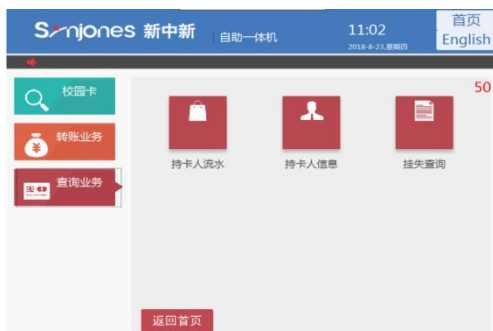 Synjones 新中新 自助一体机
11:02
2018-8-23,星期四
首页
English
50
校园卡
转账业务
查询业务
持卡人流水 持卡人信息 挂失查询
返回首页